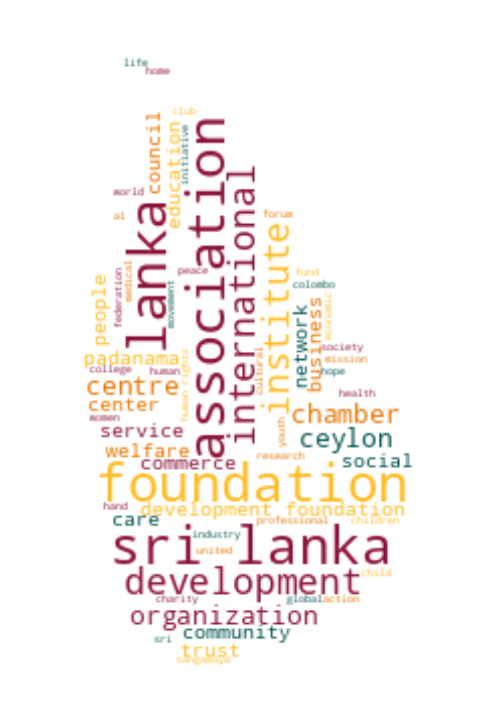 life
home
club
council
education
initiative
association
international
world
lanka
al
forum
institute
peace
people
federation
medical
movement
fund
colombo
economic
network
business
society
padanama
human rights
cultural
mission
college
human
hope
centre
center
women
health
youth
chamber
service
ceylon
welfare
research
commerce
social
foundation
hand
development foundation
care
professional
children
industry
sri lanka
united
development
child
charity
global
action
organization
community
sri
trust
sangamaya